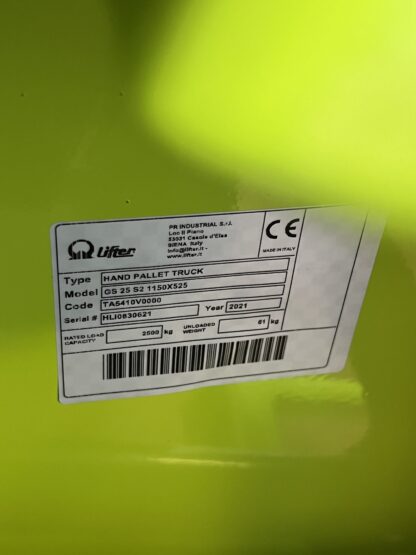 Lifter
PR INDUSTRIAL S.r.l.
Loc Il Piano
53031 Casole d'Elsa
SIENA Italy
info@lifter.it -
www.lifter.it
CE
MADE IN ITALY
Type HAND PALLET TRUCK
Model GS 25 S2 1150X525
Code TA5410V0000
Serial # HLI0830621 Year 2021
RATED LOAD CAPACITY 2500 kg UNLOADED WEIGHT 61 kg